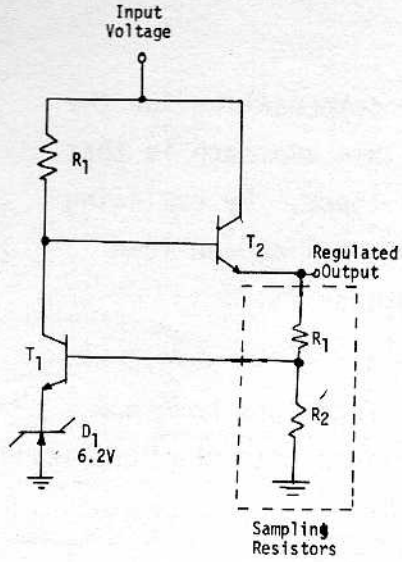 Input
Voltage
R1
T2
Regulated
Output
T1
R1
R2
D1
6.2V
Sampling
Resistors